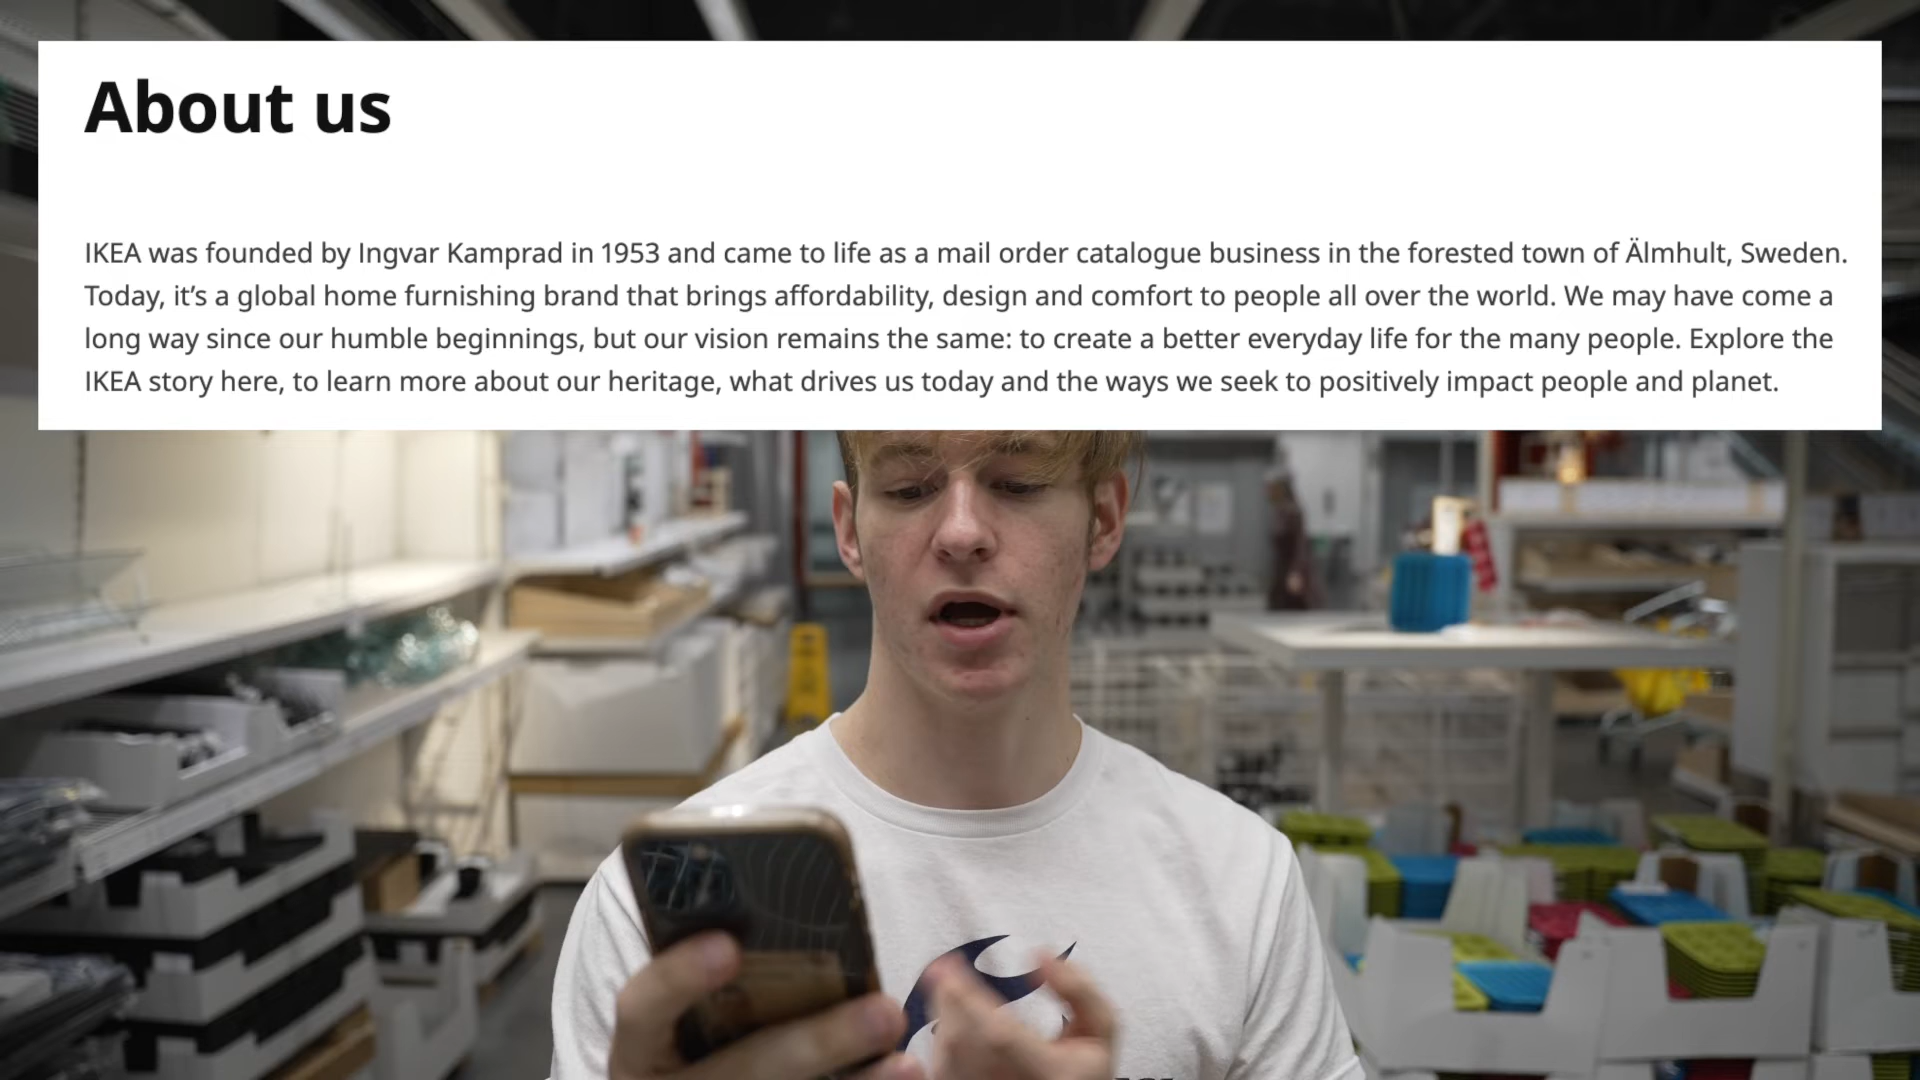 About us
IKEA was founded by Ingvar Kamprad in 1953 and came to life as a mail order catalogue business in the forested town of Älmhult, Sweden.
Today, it’s a global home furnishing brand that brings affordability, design and comfort to people all over the world. We may have come a
long way since our humble beginnings, but our vision remains the same: to create a better everyday life for the many people. Explore the
IKEA story here, to learn more about our heritage, what drives us today and the ways we seek to positively impact people and planet.